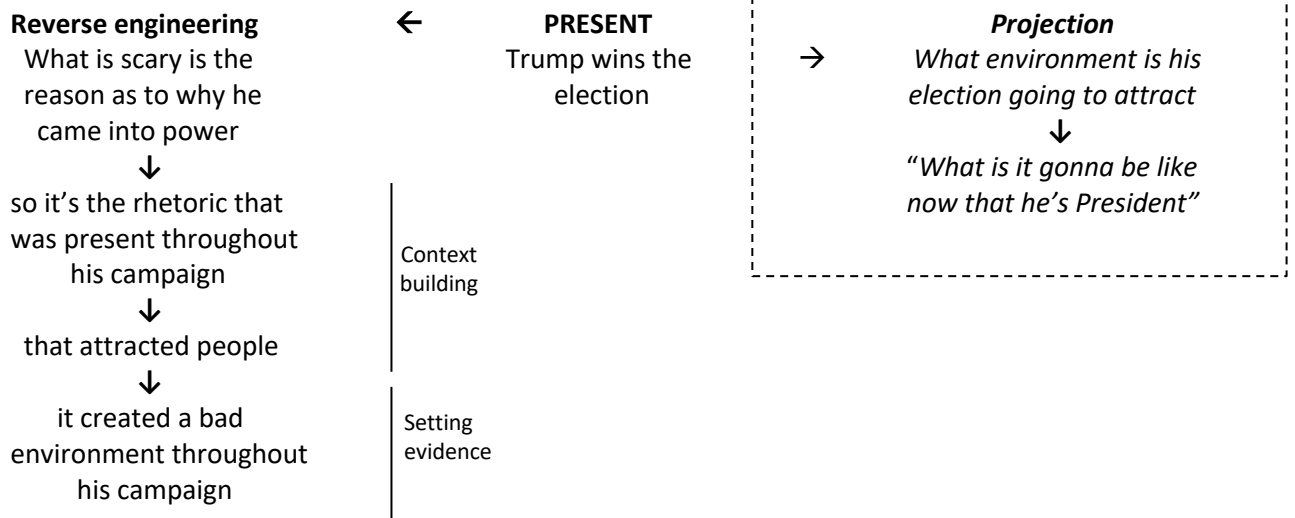 Reverse engineering
What is scary is the
reason as to why he
came into power
↓
so it’s the rhetoric that
was present throughout
his campaign
↓
that attracted people
↓
it created a bad
environment throughout
his campaign
Context
building
Setting
evidence
←
PRESENT
Trump wins the
election
→
Projection
What environment is his
election going to attract
↓
“What is it gonna be like
now that he’s President”